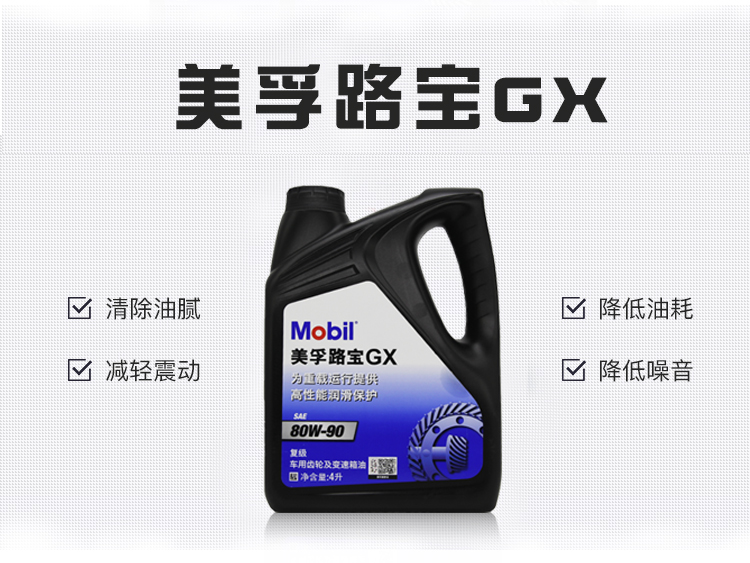 美孚路宝GX
清除油腻
减轻震动
降低油耗
降低噪音
Mobil
美孚路宝GX
为重载运行提供
高性能润滑保护
SAE
80W-90
复级
车用齿轮及变速箱油
净含量:4升